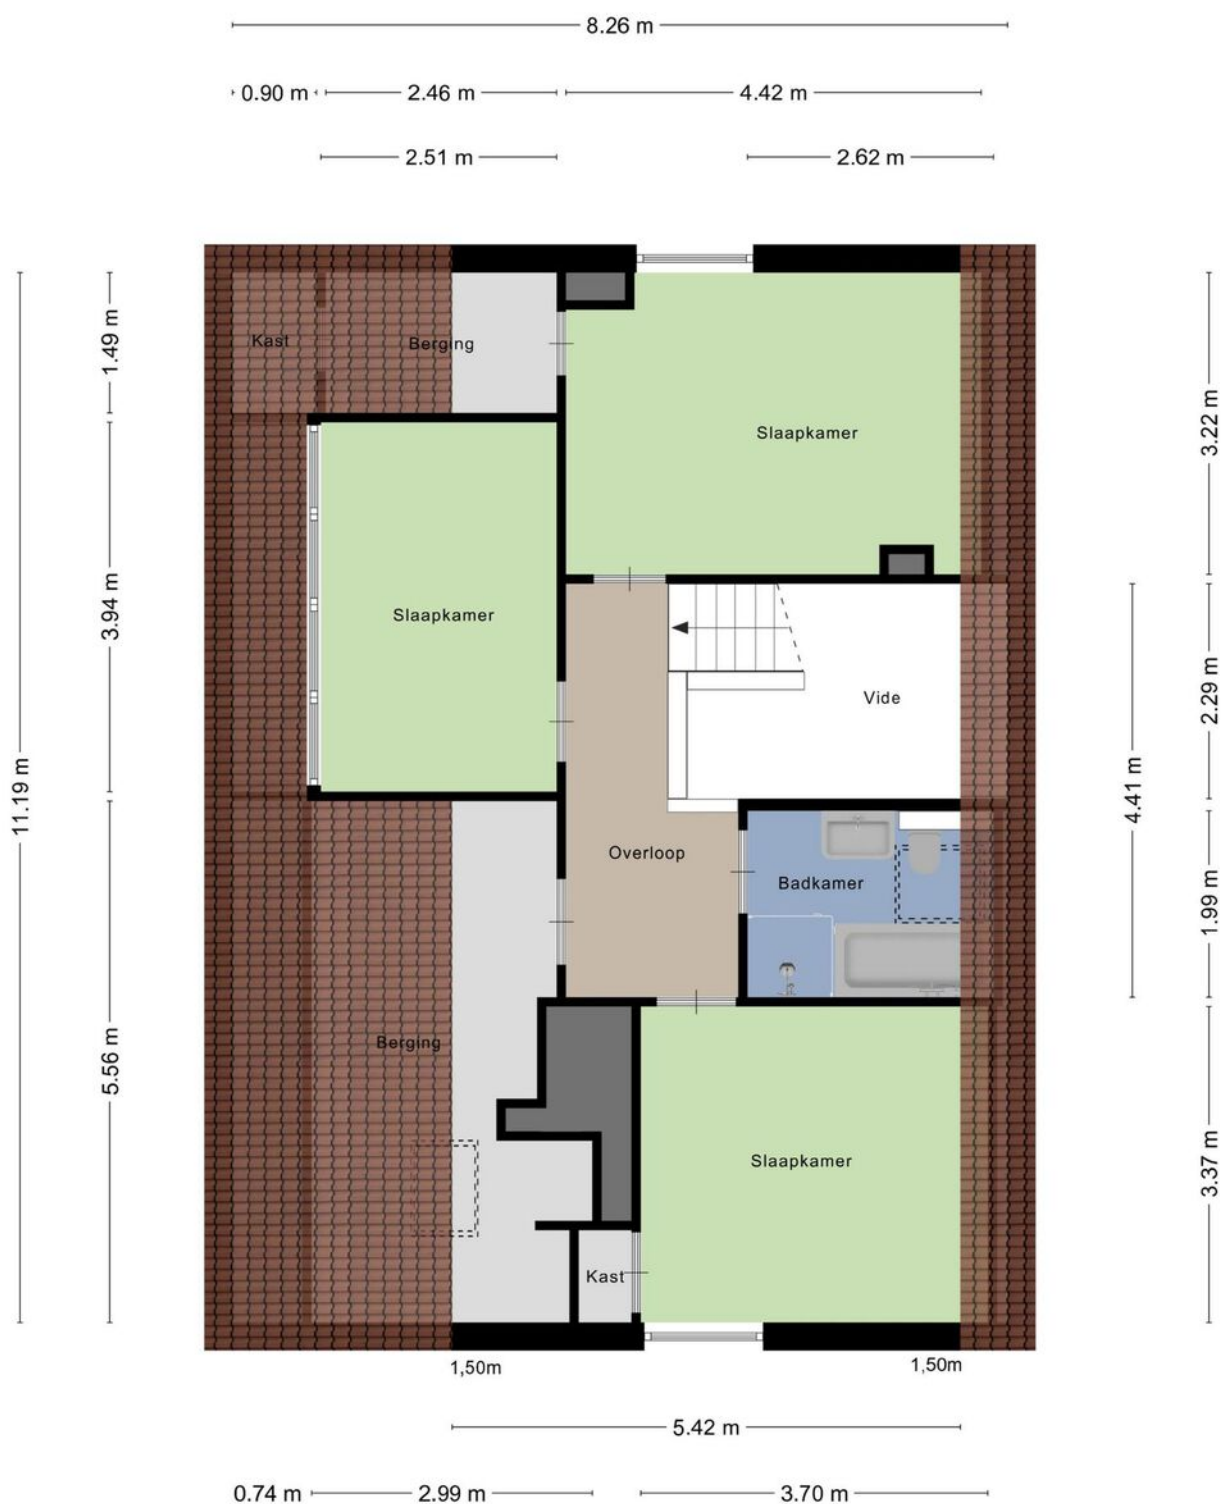 8.26 m
0.90 m
2.46 m
4.42 m
2.51 m
2.62 m
1.49 m
Kast
Berging
Slaapkamer
3.22 m
3.94 m
Slaapkamer
Vide
2.29 m
11.19 m
4.41 m
Overloop
Badkamer
1.99 m
5.56 m
Berging
Slaapkamer
3.37 m
Kast
1,50m
1,50m
5.42 m
0.74 m
2.99 m
3.70 m